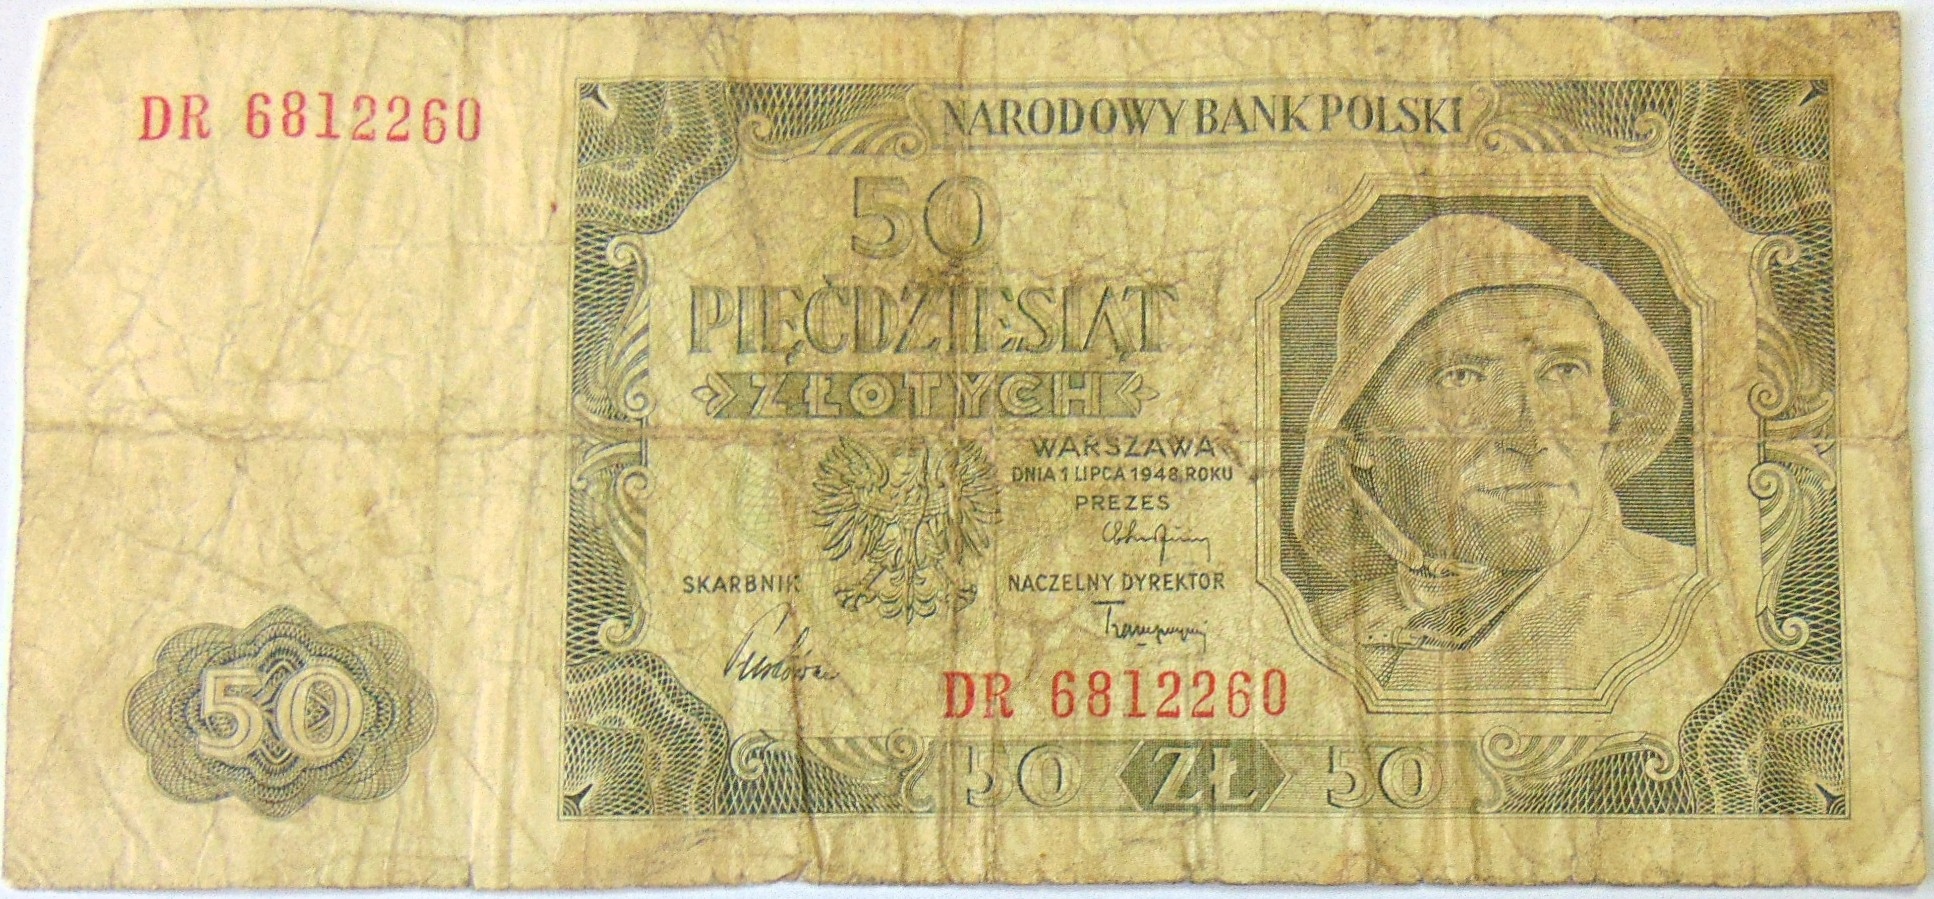 DR 6812260
NARODOWY BANK POLSKI
50
PIĘĆDZIESIĄT
ZŁOTYCH
WARSZAWA
DNIA 1 LIPCA 1948 ROKU
PREZES
SKARBNIK
NACZELNY DYREKTOR
DR 6812260
50
50 ZŁ 50